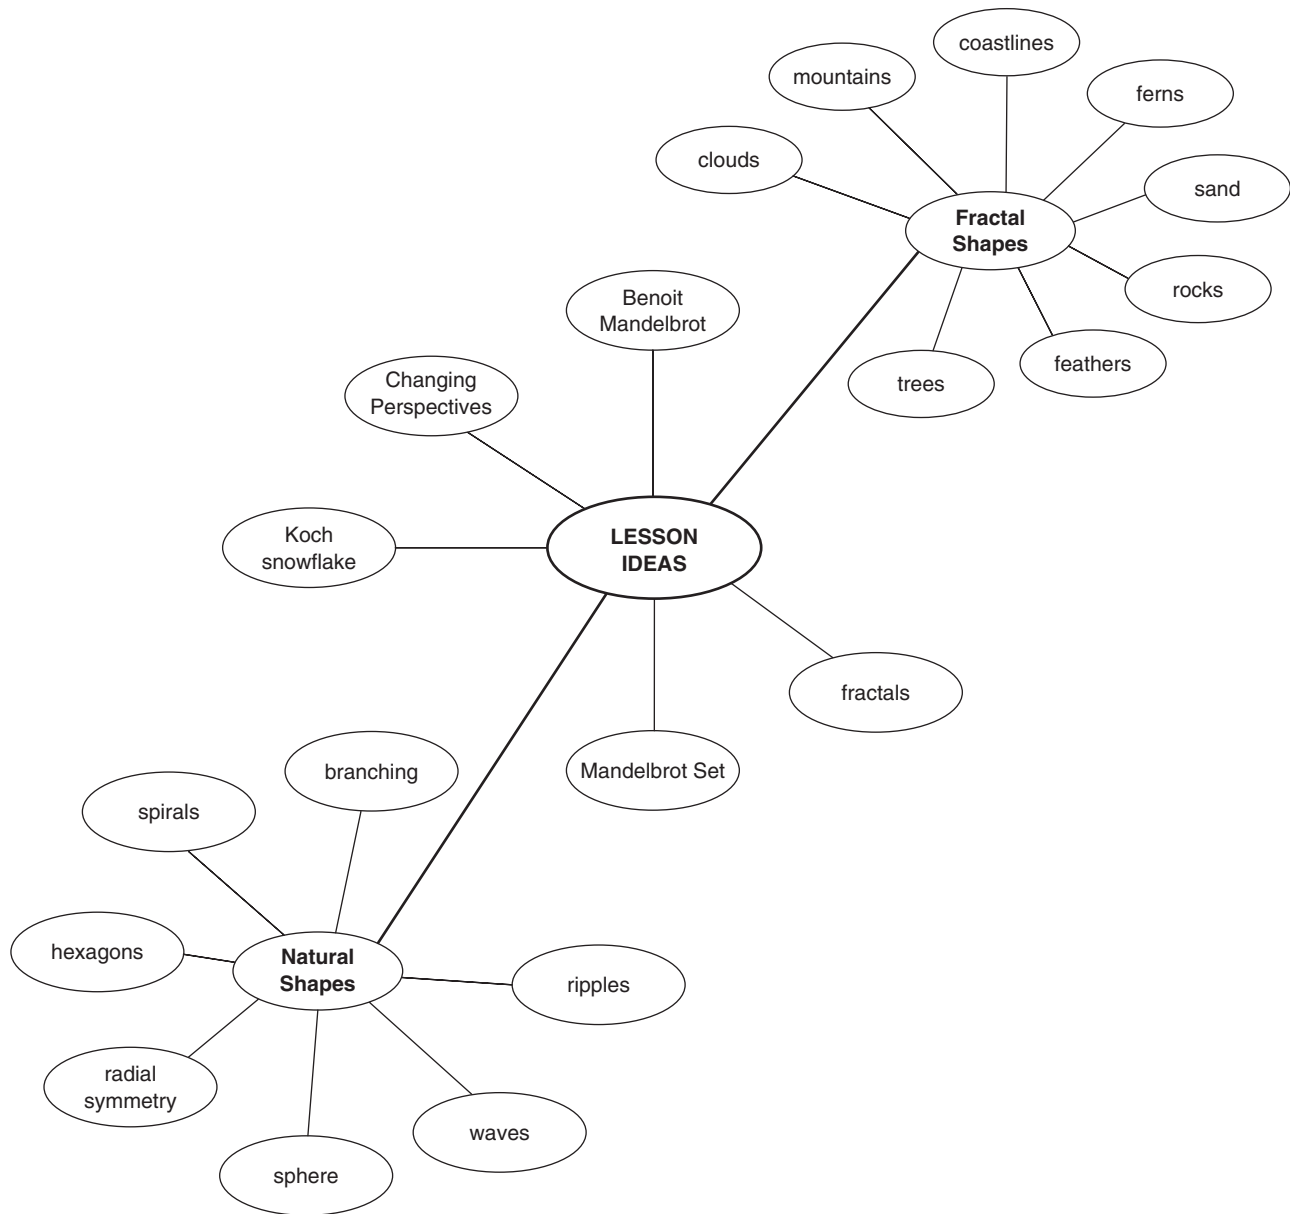 coastlines
mountains
ferns
clouds
sand
Fractal
Shapes
rocks
Benoit
Mandelbrot
feathers
trees
Changing
Perspectives
Koch
snowflake
LESSON
IDEAS
fractals
Mandelbrot Set
branching
spirals
hexagons
Natural
Shapes
ripples
radial
symmetry
waves
sphere